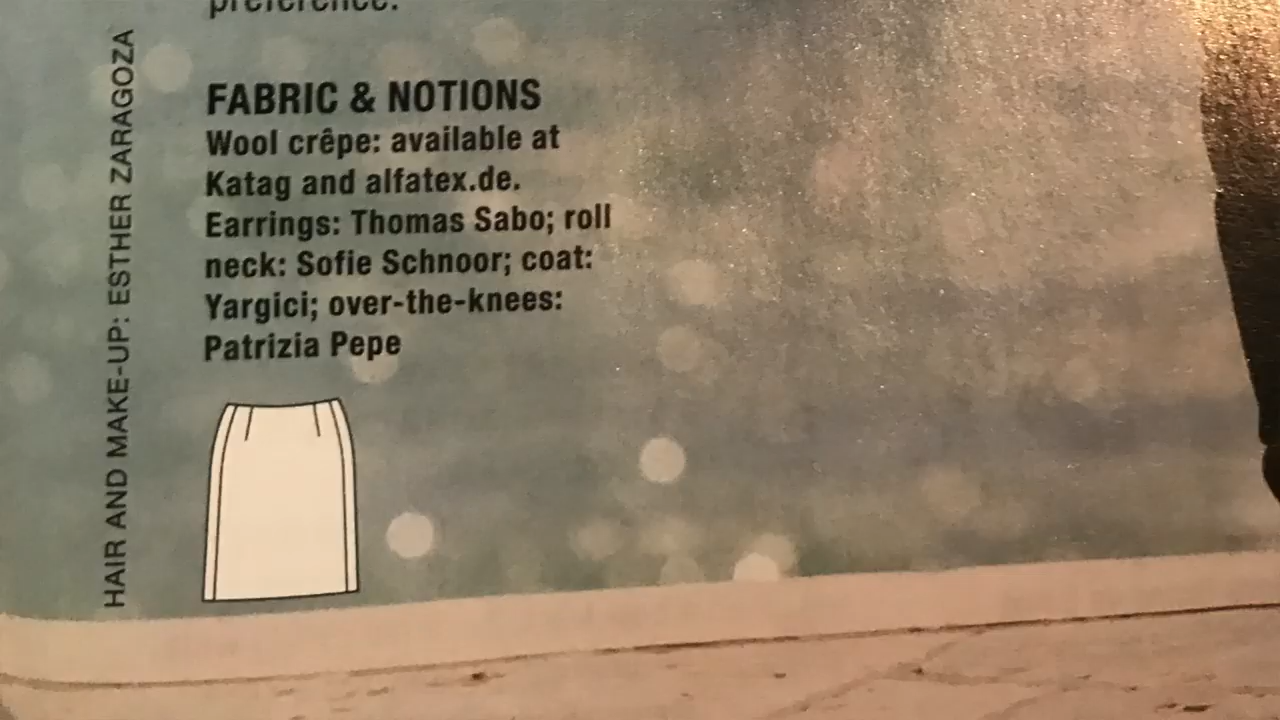 preference.
FABRIC & NOTIONS
Wool crêpe: available at
Katag and alfatex.de.
Earrings: Thomas Sabo; roll
neck: Sofie Schnoor; coat:
Yargici; over-the-knees:
Patrizia Pepe
HAIR AND MAKE-UP: ESTHER ZARAGOZA